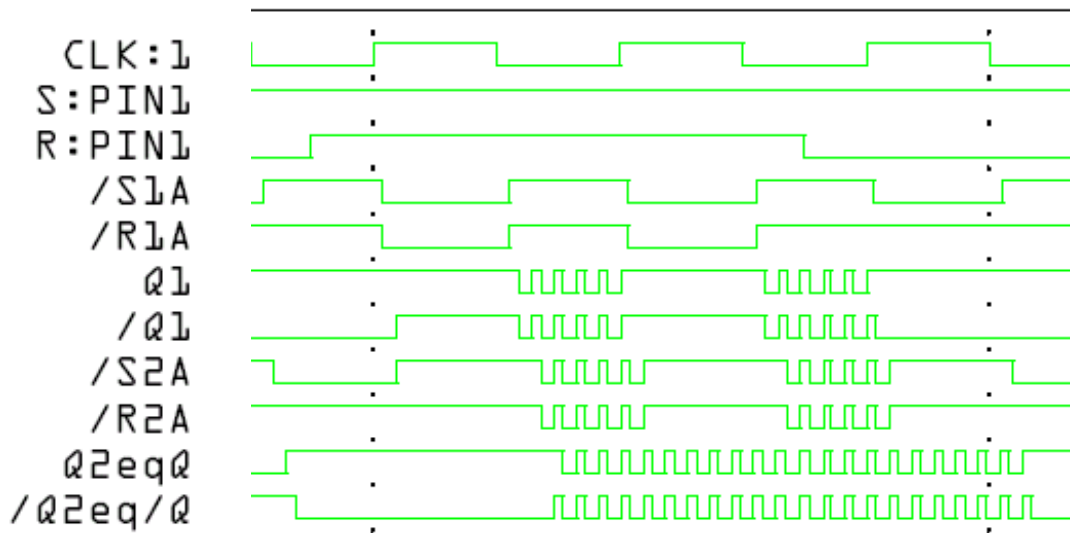 CLK:1
S:PIN1
R:PIN1
/S1A
/R1A
Q1
/Q1
/S2A
/R2A
Q2eqQ
/Q2eq/Q